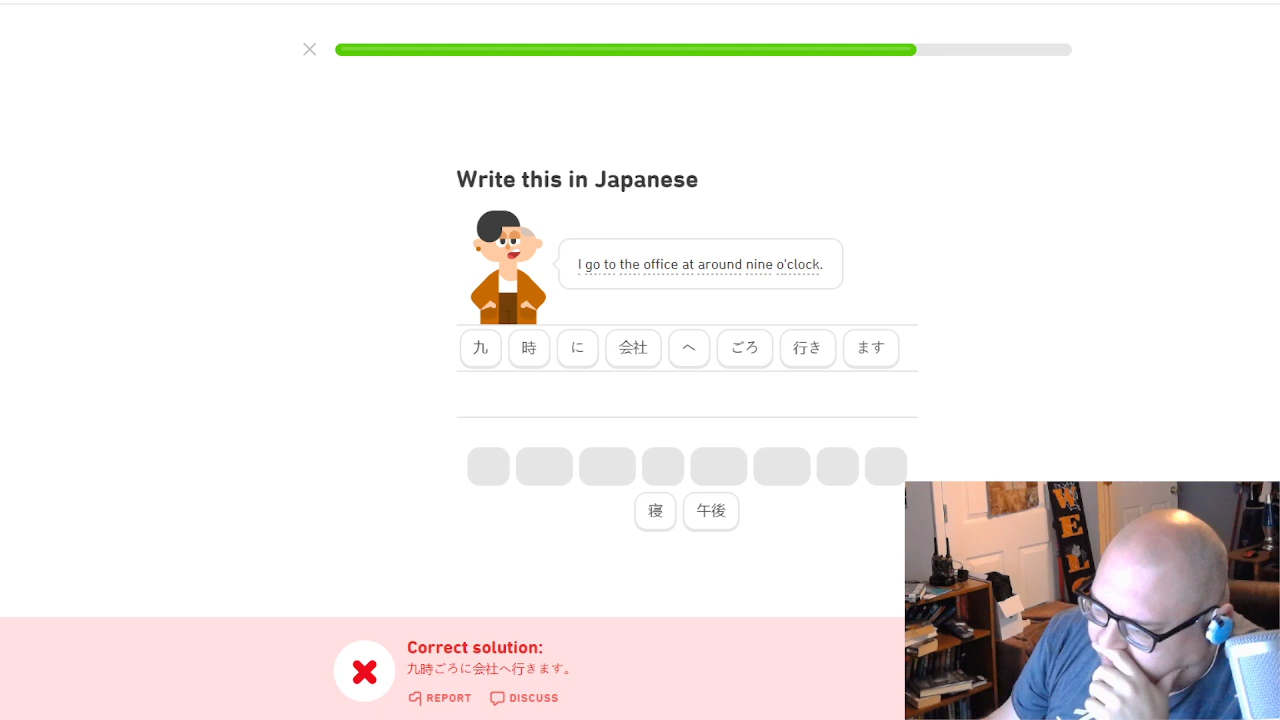 Write this in Japanese
I go to the office at around nine o'clock.
九 時 に 会社 へ ごろ 行き ます
寝 午後
WEL
Correct solution:
九時ごろに会社へ行きます。
REPORT DISCUSS